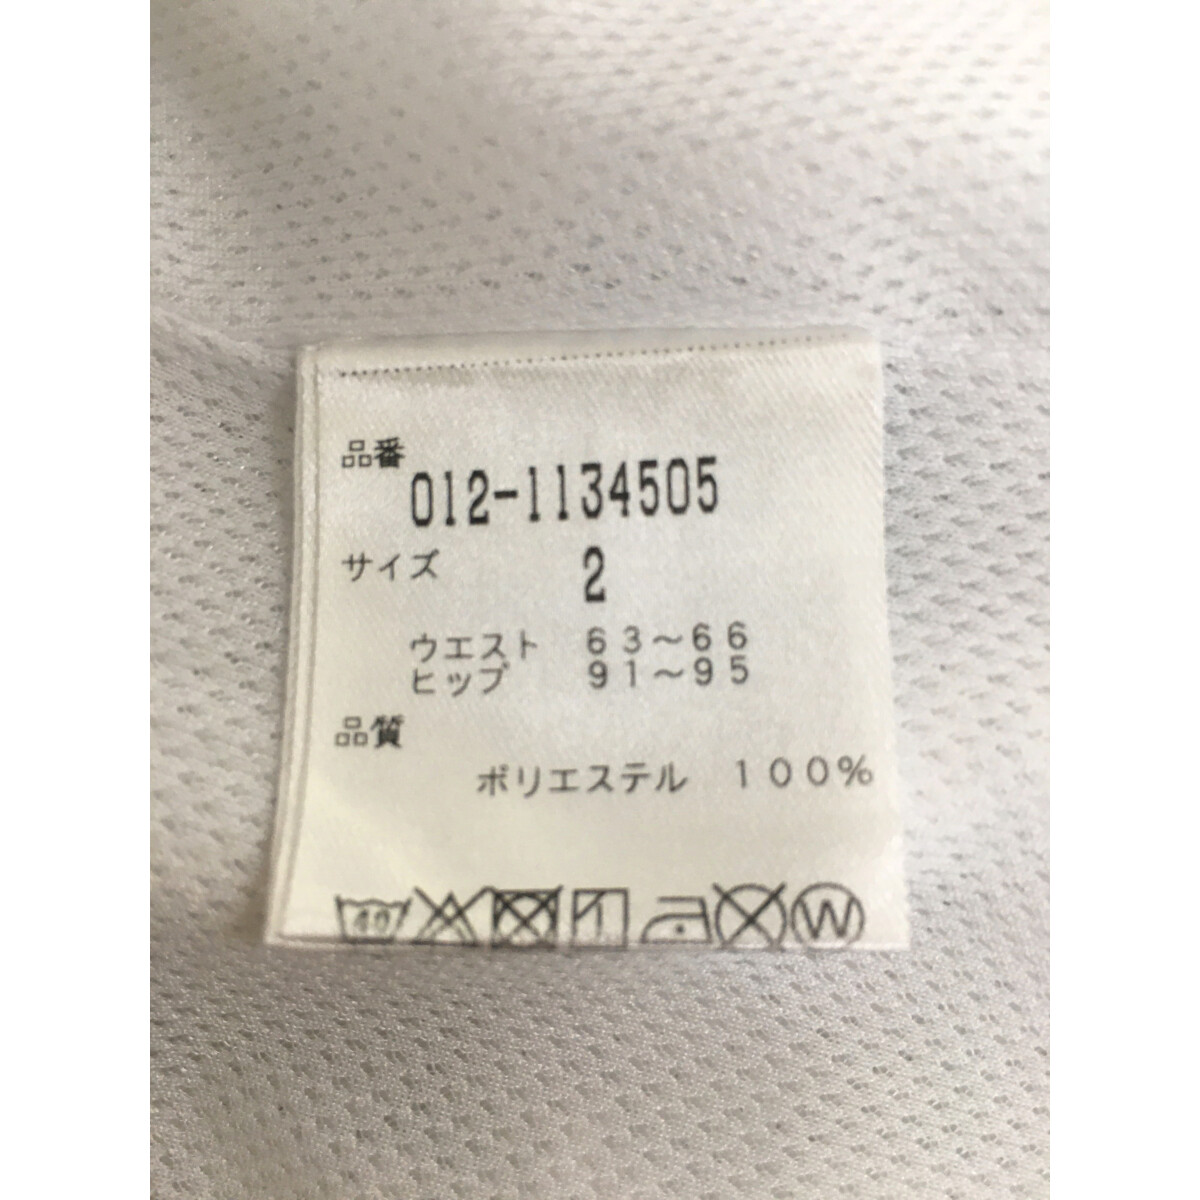 品番
012-1134505
サイズ 2
ウエスト 63〜66
ヒップ 91〜95
品質
ポリエステル 100%
40 W